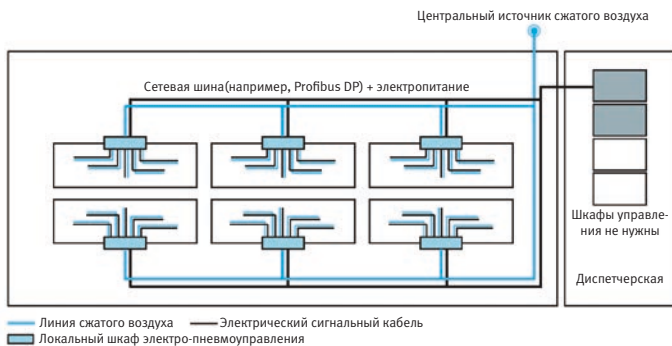 Центральный источник сжатого воздуха
Сетевая шина(например, Profibus DP) + электропитание
Шкафы управле-
ния не нужны
Диспетчерская
Линия сжатого воздуха
Электрический сигнальный кабель
Локальный шкаф электро-пневмоуправления